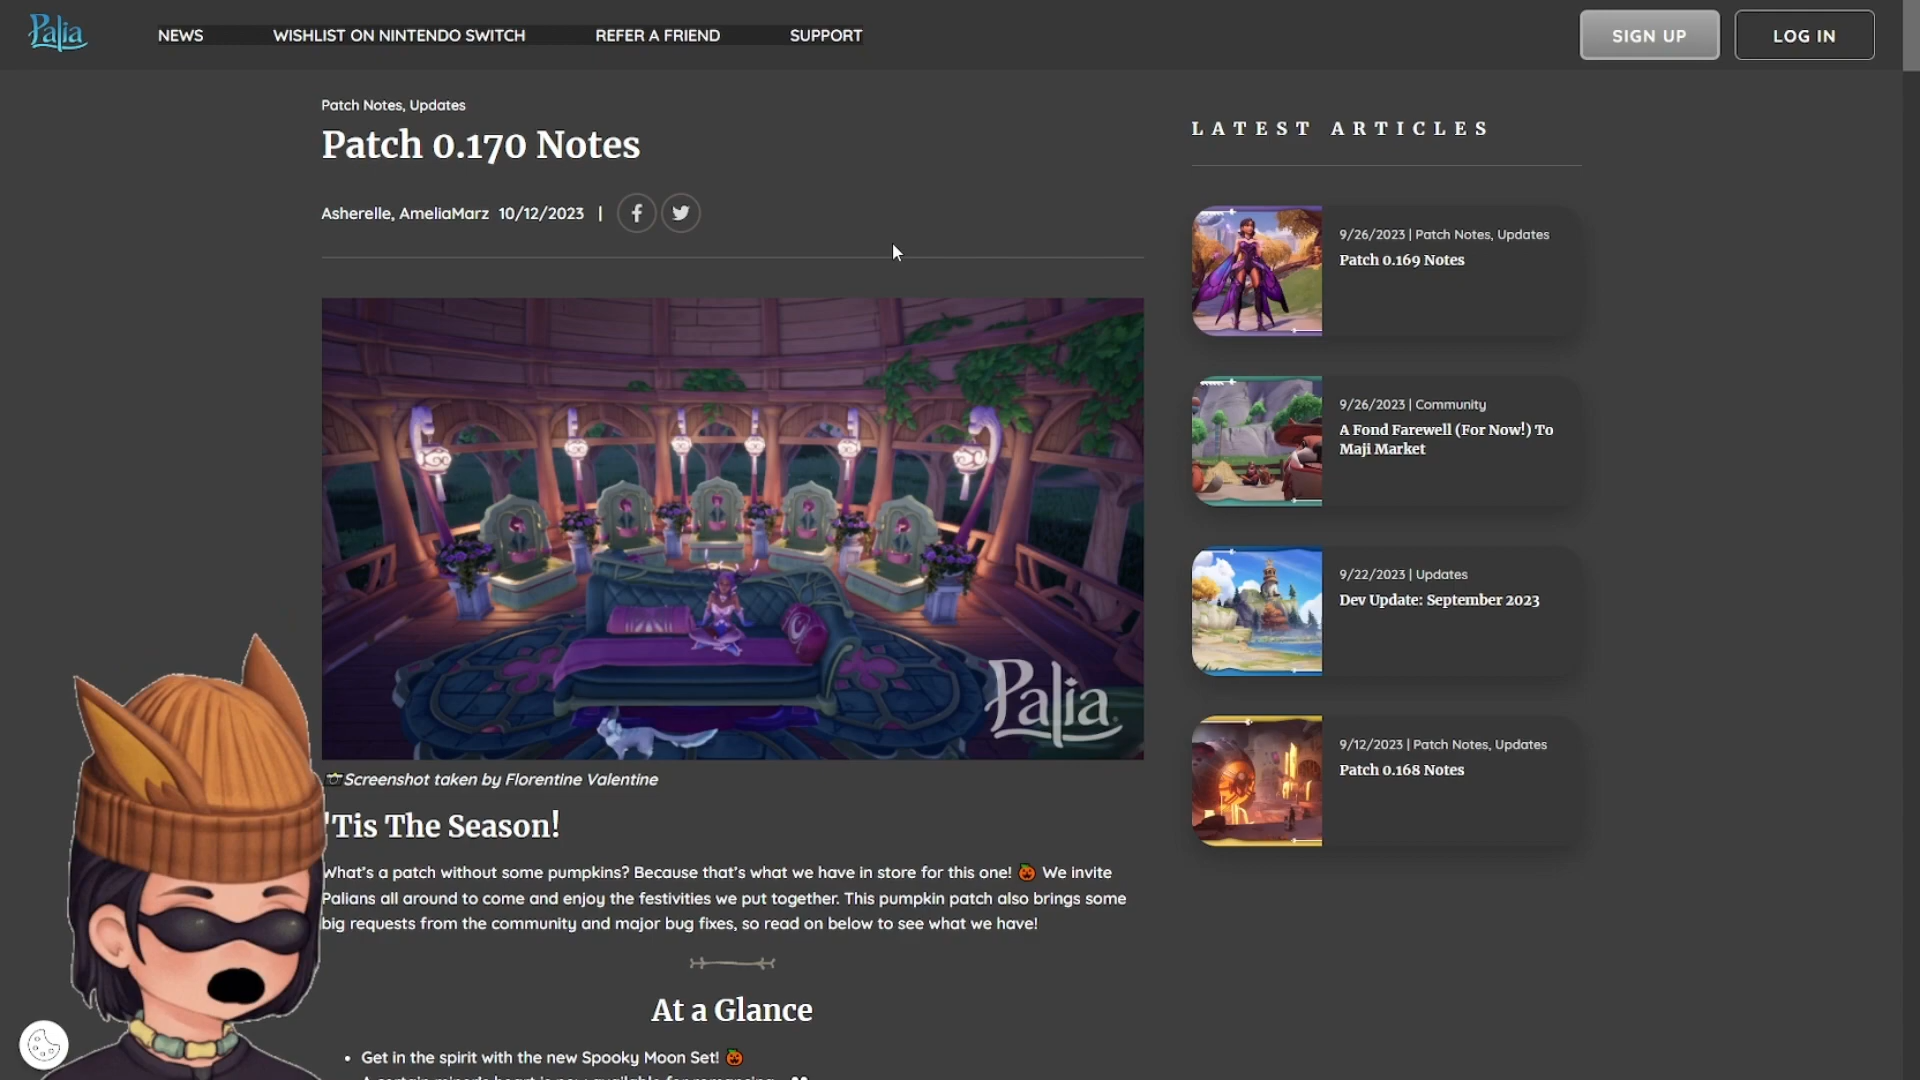 Palia
NEWS
WISHLIST ON NINTENDO SWITCH
REFER A FRIEND
SUPPORT
SIGN UP
LOG IN
Patch Notes, Updates
Patch 0.170 Notes
Asherelle, AmeliaMarz 10/12/2023 |
Palia
Screenshot taken by Florentine Valentine
'Tis The Season!
What's a patch without some pumpkins? Because that's what we have in store for this one! 🎃 We invite
Palians all around to come and enjoy the festivities we put together. This pumpkin patch also brings some
big requests from the community and major bug fixes, so read on below to see what we have!
At a Glance
• Get in the spirit with the new Spooky Moon Set! 🎃
LATEST ARTICLES
9/26/2023 | Patch Notes, Updates
Patch 0.169 Notes
9/26/2023 | Community
A Fond Farewell (For Now!) To
Maji Market
9/22/2023 | Updates
Dev Update: September 2023
9/12/2023 | Patch Notes, Updates
Patch 0.168 Notes